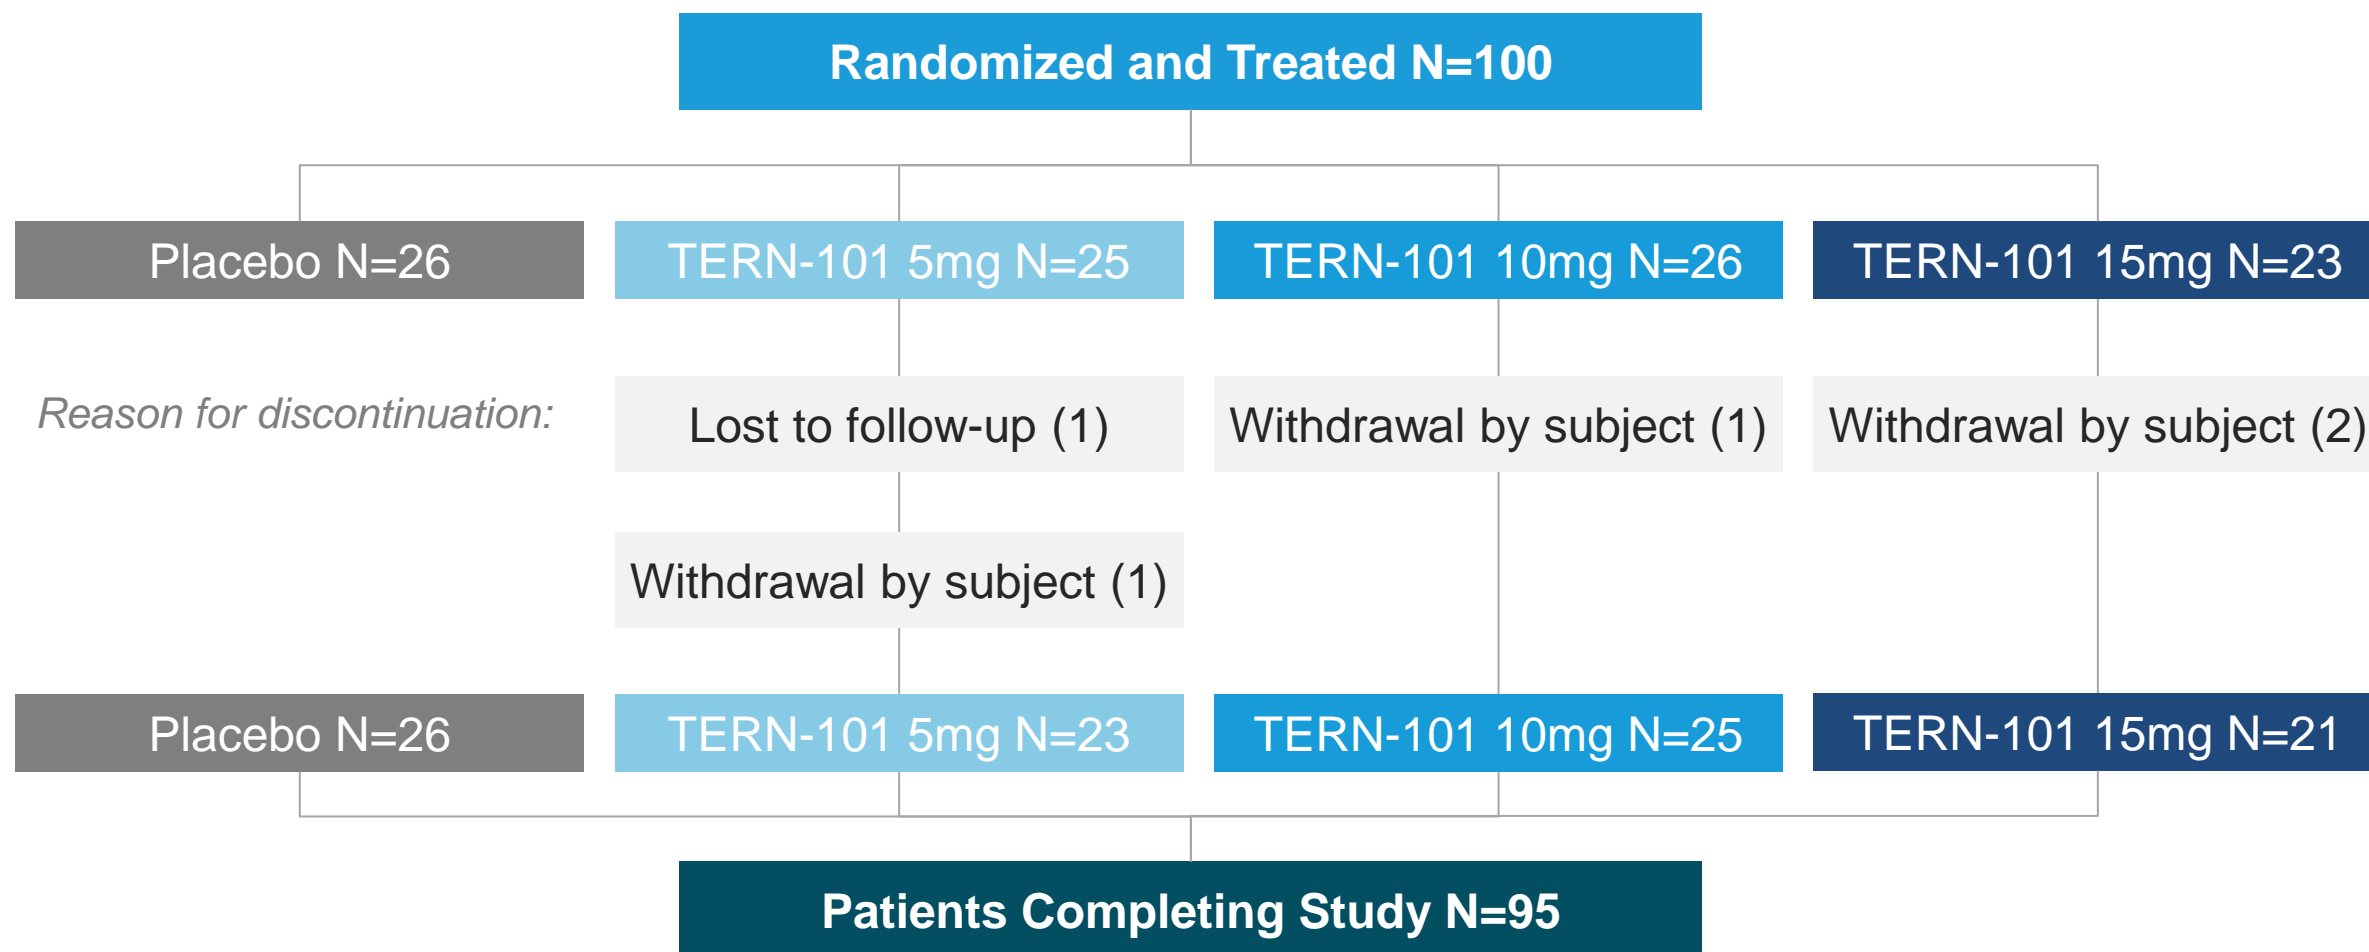 Randomized and Treated N=100
Placebo N=26
TERN-101 5mg N=25
TERN-101 10mg N=26
TERN-101 15mg N=23
Reason for discontinuation:
Lost to follow-up (1)
Withdrawal by subject (1)
Withdrawal by subject (2)
Withdrawal by subject (1)
Placebo N=26
TERN-101 5mg N=23
TERN-101 10mg N=25
TERN-101 15mg N=21
Patients Completing Study N=95